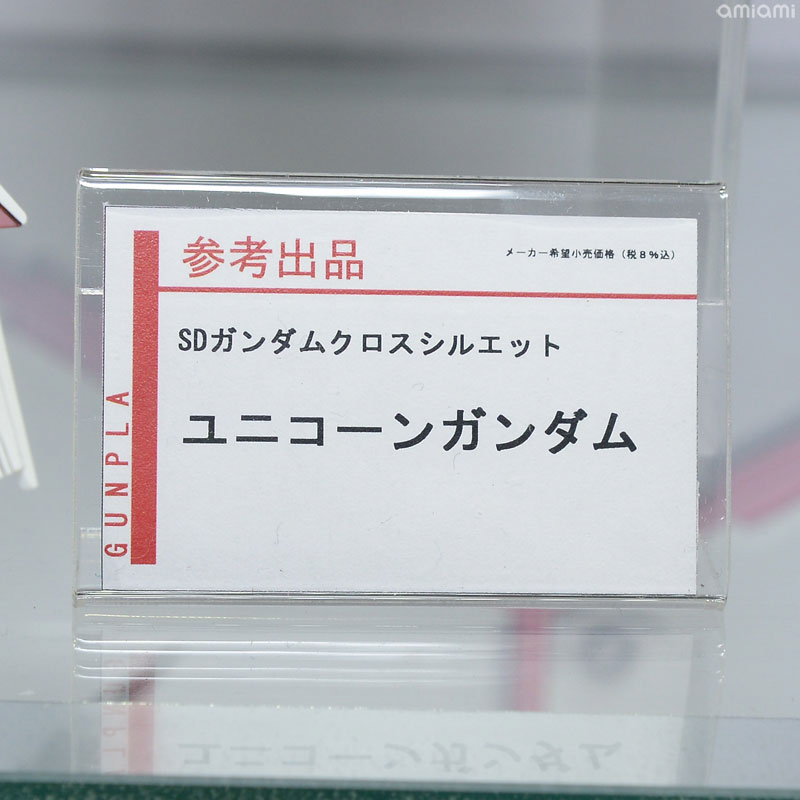 amiami
参考出品
メーカー希望小売価格(税8%込)
SDガンダムクロスシルエット
ユニコーンガンダム
GUNPLA